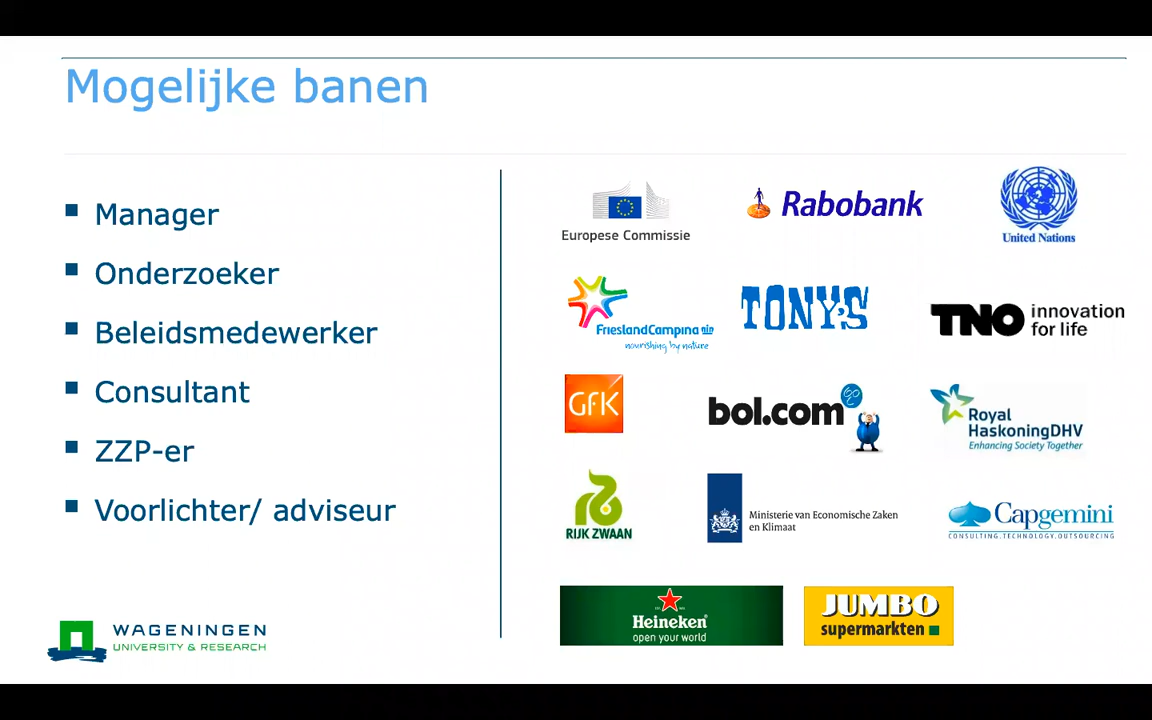 Mogelijke banen
Manager
Onderzoeker
Beleidsmedewerker
Consultant
ZZP-er
Voorlichter/ adviseur
WAGENINGEN
UNIVERSITY & RESEARCH
Europese Commissie
Rabobank
United Nations
FrieslandCampina
nourishing by nature
TONY'S
TNO innovation
for life
GfK
bol.com
Royal
HaskoningDHV
Enhancing Society Together
RIJK ZWAAN
Ministerie van Economische Zaken
en Klimaat
Capgemini
CONSULTING.TECHNOLOGY.OUTSOURCING
Heineken
open your world
JUMBO
supermarkten